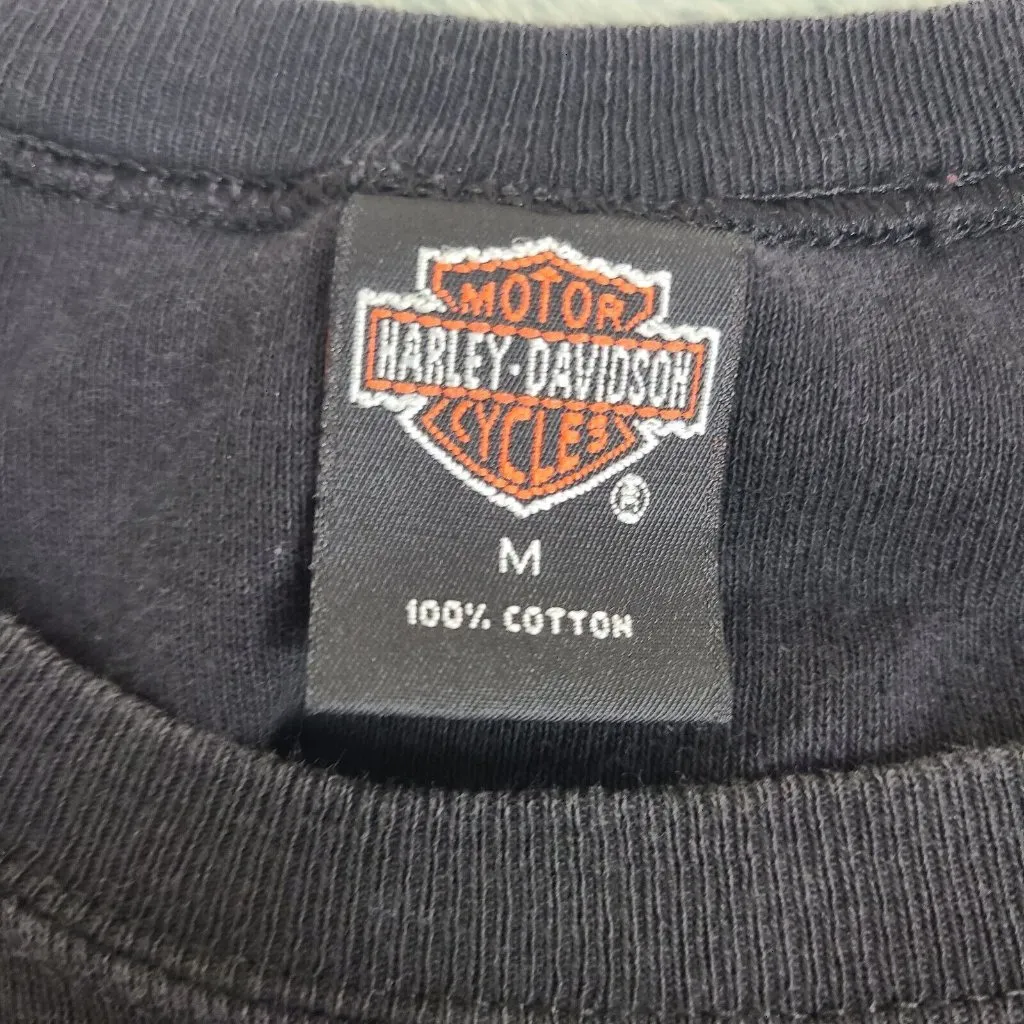 MOTOR
HARLEY-DAVIDSON
CYCLES
®
M
100% COTTON